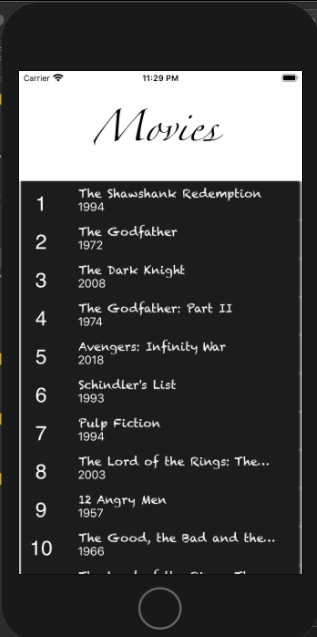 Carrier 11:29 PM
Movies
1 The Shawshank Redemption
1994
2 The Godfather
1972
3 The Dark Knight
2008
4 The Godfather: Part II
1974
5 Avengers: Infinity War
2018
6 Schindler's List
1993
7 Pulp Fiction
1994
8 The Lord of the Rings: The...
2003
9 12 Angry Men
1957
10 The Good, the Bad and the...
1966